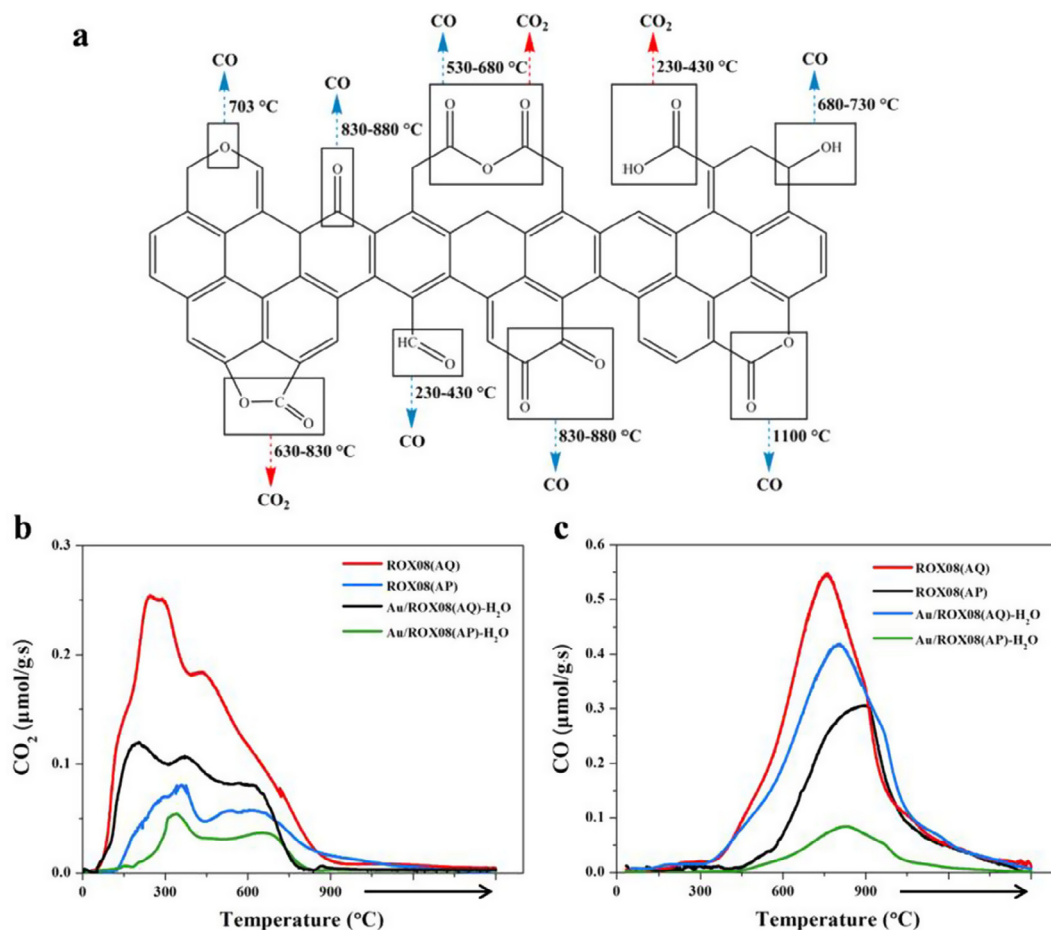 a
CO
CO₂
CO₂
CO
CO
CO
530-680 °C
230-430 °C
680-730 °C
703 °C
830-880 °C
O
O
O
O
O
O
O
HO
OH
HC
O
O
O
O
O
O
C
O
O
230-430 °C
630-830 °C
830-880 °C
1100 °C
CO
CO₂
CO
CO
b
0.3
0.2
0.1
0.0
CO₂ (μmol/g·s)
ROX08(AQ)
ROX08(AP)
Au/ROX08(AQ)-H₂O
Au/ROX08(AP)-H₂O
0 300 600 900
Temperature (°C)
c
0.6
0.5
0.4
0.3
0.2
0.1
0.0
CO (μmol/g·s)
ROX08(AQ)
ROX08(AP)
Au/ROX08(AQ)-H₂O
Au/ROX08(AP)-H₂O
300 600 900
Temperature (°C)